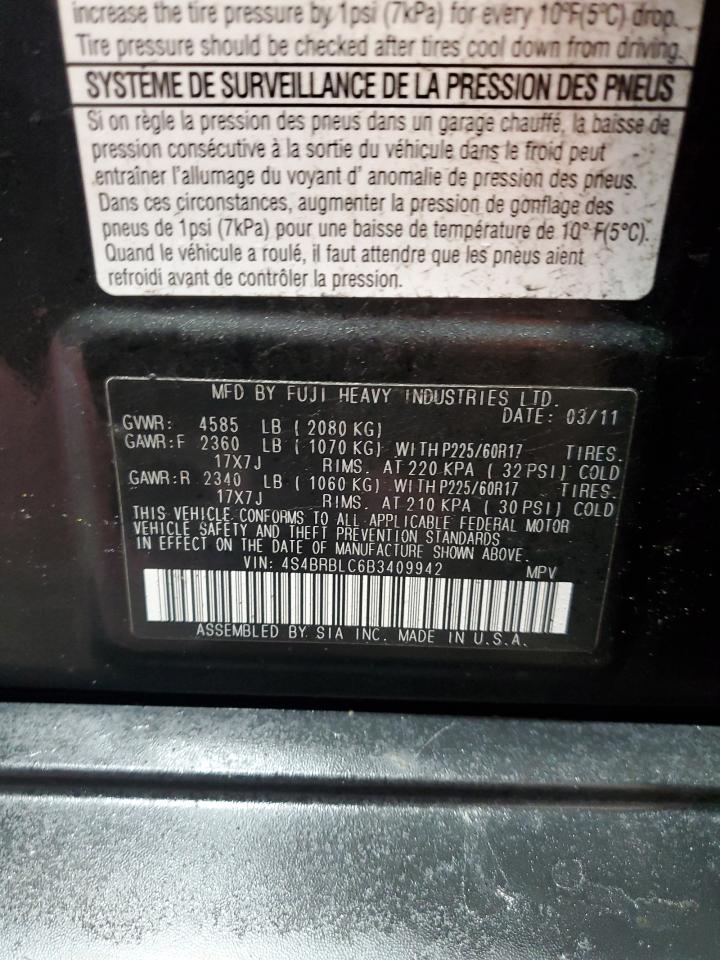 increase the tire pressure by 1psi (7kPa) for every 10°F(5°C) drop.
Tire pressure should be checked after tires cool down from driving.
SYSTÈME DE SURVEILLANCE DE LA PRESSION DES PNEUS
Si on règle la pression des pneus dans un garage chauffé, la baisse de
pression consécutive à la sortie du véhicule dans le froid peut
entraîner l'allumage du voyant d' anomalie de pression des pneus.
Dans ces circonstances, augmenter la pression de gonflage des
pneus de 1psi (7kPa) pour une baisse de température de 10° F(5°C).
Quand le véhicule a roulé, il faut attendre que les pneus aient
refroidi avant de contrôler la pression.
MFD BY FUJI HEAVY INDUSTRIES LTD.
DATE: 03/11
GVWR: 4585 LB (2080 KG)
GAWR:F 2360 LB (1070 KG) WITH P225/60R17 TIRES.
17X7J RIMS. AT 220 KPA (32 PSI) COLD
GAWR:R 2340 LB (1060 KG) WITH P225/60R17 TIRES.
17X7J RIMS. AT 210 KPA (30 PSI) COLD
THIS VEHICLE CONFORMS TO ALL APPLICABLE FEDERAL MOTOR
VEHICLE SAFETY AND THEFT PREVENTION STANDARDS
IN EFFECT ON THE DATE OF MANUFACTURE SHOWN ABOVE.
VIN: 4S4BRBLC6B3409942 MPV
ASSEMBLED BY SIA INC. MADE IN U.S.A.